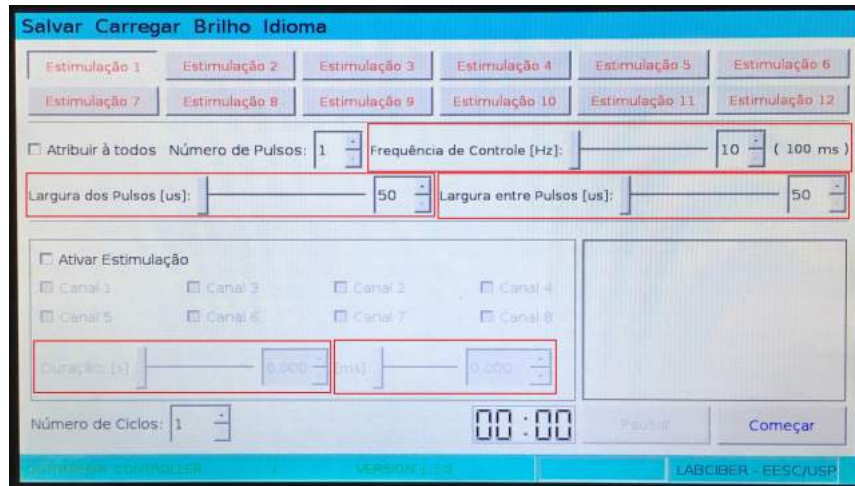 Salvar Carregar Brilho Idioma
Estimulação 1 Estimulação 2 Estimulação 3 Estimulação 4 Estimulação 5 Estimulação 6
Estimulação 7 Estimulação 8 Estimulação 9 Estimulação 10 Estimulação 11 Estimulação 12
Atribuir à todos Número de Pulsos: 1 Frequência de Controle [Hz]: 10 ( 100 ms )
Largura dos Pulsos [us]: 50 Largura entre Pulsos [us]: 50
Ativar Estimulação
Canal 1 Canal 3 Canal 2 Canal 4
Canal 5 Canal 6 Canal 7 Canal 8
Duração: [s] 0.000 [ms] 0.000
Número de Ciclos: 1 00:00 Pausar Começar
CONTROLLER VERSION LABCIBER - EESC/USP